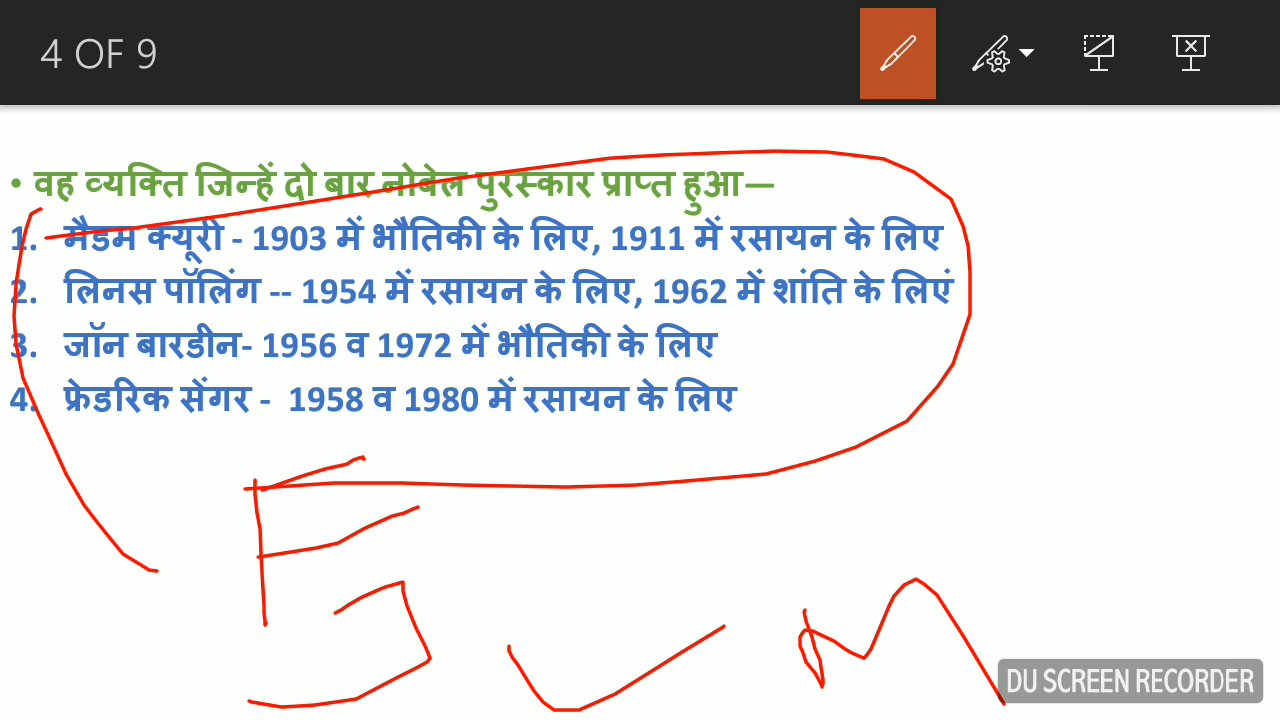 4 OF 9
• वह व्यक्ति जिन्हें दो बार नोबेल पुरस्कार प्राप्त हुआ—
1. मैडम क्यूरी - 1903 में भौतिकी के लिए, 1911 में रसायन के लिए
2. लिनस पॉलिंग -- 1954 में रसायन के लिए, 1962 में शांति के लिएं
3. जॉन बारडीन- 1956 व 1972 में भौतिकी के लिए
4. फ्रेडरिक सेंगर - 1958 व 1980 में रसायन के लिए
DU SCREEN RECORDER